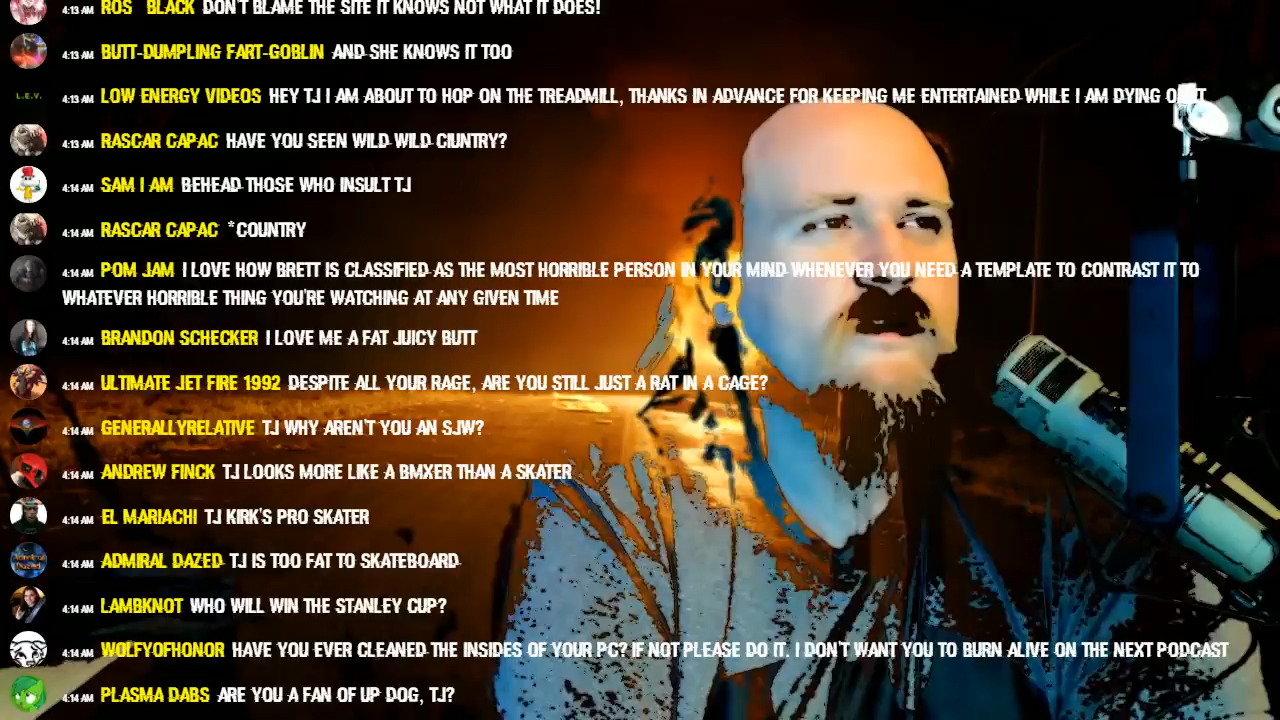 4:13 AM ROS_BLACK DON'T BLAME THE SITE IT KNOWS NOT WHAT IT DOES!
4:13 AM BUTT-DUMPLING FART-GOBLIN AND SHE KNOWS IT TOO
L.E.V.
4:13 AM LOW ENERGY VIDEOS HEY TJ I AM ABOUT TO HOP ON THE TREADMILL, THANKS IN ADVANCE FOR KEEPING ME ENTERTAINED WHILE I AM DYING ON IT
4:13 AM RASCAR CAPAC HAVE YOU SEEN WILD WILD CIUNTRY?
4:14 AM SAM I AM BEHEAD THOSE WHO INSULT TJ
4:14 AM RASCAR CAPAC *COUNTRY
4:14 AM POM JAM I LOVE HOW BRETT IS CLASSIFIED AS THE MOST HORRIBLE PERSON IN YOUR MIND WHENEVER YOU NEED A TEMPLATE TO CONTRAST IT TO
WHATEVER HORRIBLE THING YOU'RE WATCHING AT ANY GIVEN TIME
4:14 AM BRANDON SCHECKER I LOVE ME A FAT JUICY BUTT
4:14 AM ULTIMATE JET FIRE 1992 DESPITE ALL YOUR RAGE, ARE YOU STILL JUST A RAT IN A CAGE?
4:14 AM GENERALLYRELATIVE TJ WHY AREN'T YOU AN SJW?
4:14 AM ANDREW FINCK TJ LOOKS MORE LIKE A BMXER THAN A SKATER
4:14 AM EL MARIACHI TJ KIRK'S PRO SKATER
4:14 AM ADMIRAL DAZED TJ IS TOO FAT TO SKATEBOARD
4:14 AM LAMBKNOT WHO WILL WIN THE STANLEY CUP?
4:14 AM WOLFYOFHONOR HAVE YOU EVER CLEANED THE INSIDES OF YOUR PC? IF NOT PLEASE DO IT. I DON'T WANT YOU TO BURN ALIVE ON THE NEXT PODCAST
4:14 AM PLASMA DABS ARE YOU A FAN OF UP DOG, TJ?